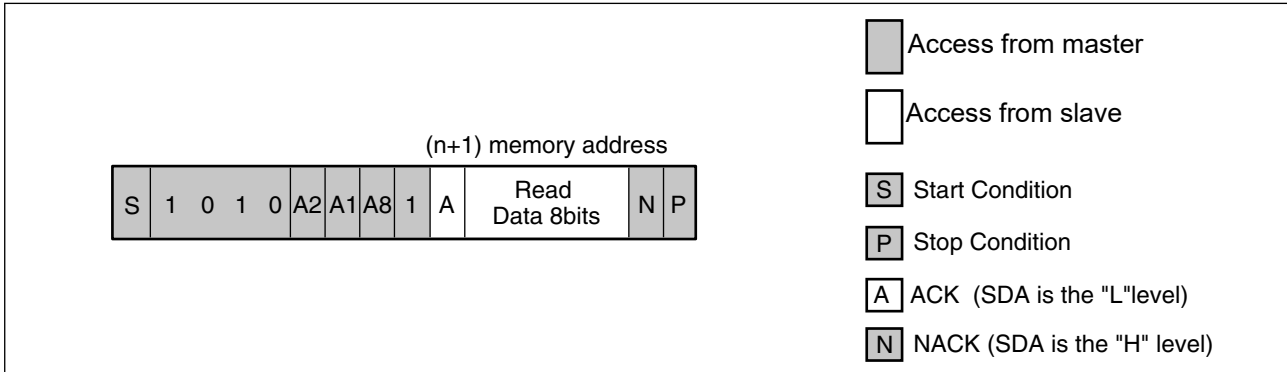 (n+1) memory address
S 1 0 1 0 A2 A1 A8 1 A Read Data 8bits N P
Access from master
Access from slave
S Start Condition
P Stop Condition
A ACK (SDA is the "L"level)
N NACK (SDA is the "H" level)